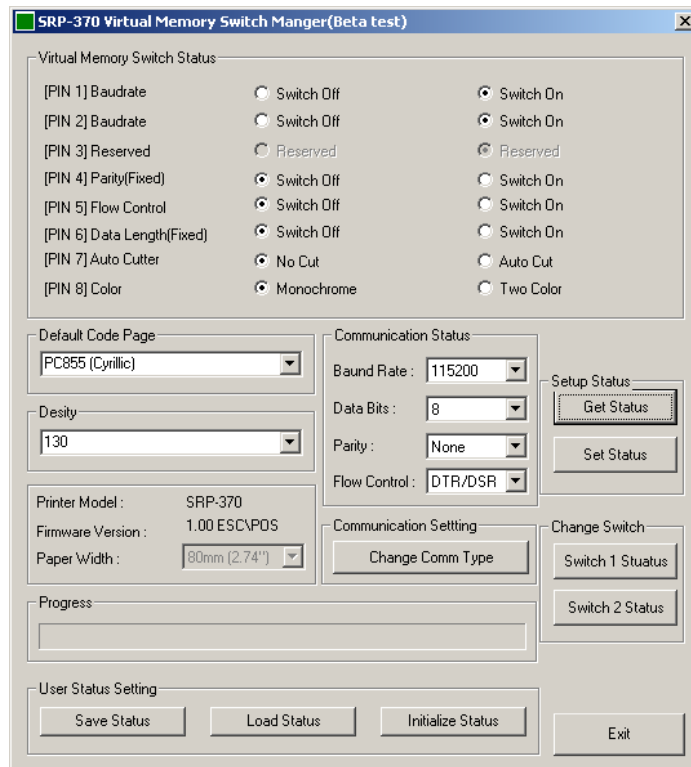 SRP-370 Virtual Memory Switch Manger(Beta test)
Virtual Memory Switch Status
[PIN 1] Baudrate Switch Off Switch On
[PIN 2] Baudrate Switch Off Switch On
[PIN 3] Reserved Reserved Reserved
[PIN 4] Parity(Fixed) Switch Off Switch On
[PIN 5] Flow Control Switch Off Switch On
[PIN 6] Data Length(Fixed) Switch Off Switch On
[PIN 7] Auto Cutter No Cut Auto Cut
[PIN 8] Color Monochrome Two Color
Default Code Page
PC855 (Cyrillic)
Desity
130
Printer Model : SRP-370
Firmware Version : 1.00 ESC\POS
Paper Width : 80mm (2.74'')
Communication Status
Baund Rate : 115200
Data Bits : 8
Parity : None
Flow Control : DTR/DSR
Communication Settting
Change Comm Type
Setup Status
Get Status
Set Status
Change Switch
Switch 1 Stuatus
Switch 2 Status
Progress
User Status Setting
Save Status Load Status Initialize Status
Exit